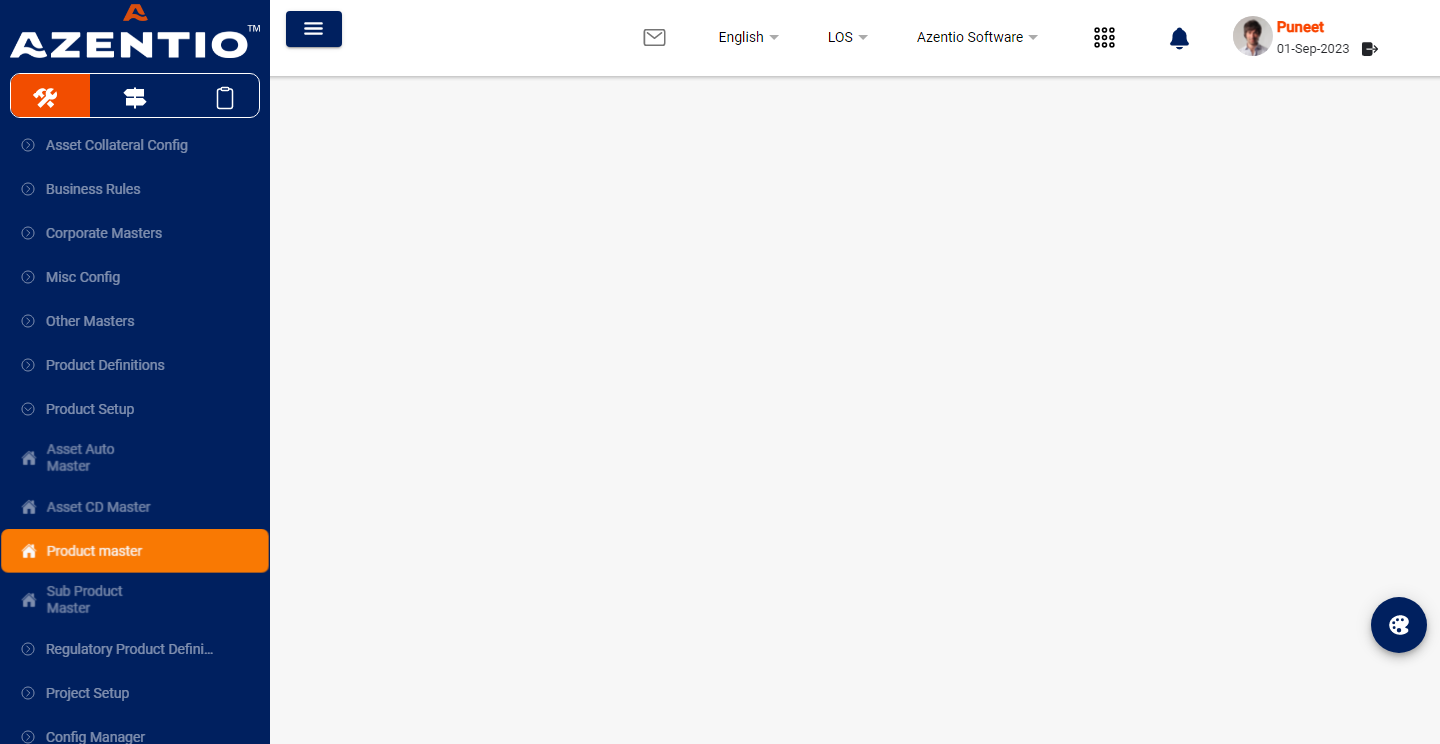 AZENTIO™
English
LOS
Azentio Software
Puneet
01-Sep-2023
Asset Collateral Config
Business Rules
Corporate Masters
Misc Config
Other Masters
Product Definitions
Product Setup
Asset Auto
Master
Asset CD Master
Product master
Sub Product
Master
Regulatory Product Defini...
Project Setup
Config Manager